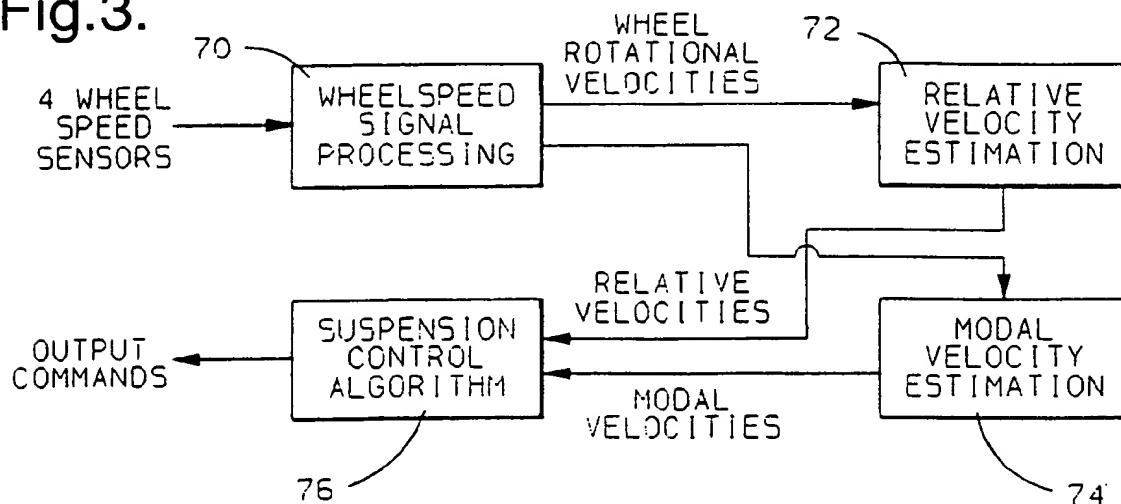 Fig.3.
70
WHEEL
ROTATIONAL
VELOCITIES
72
4 WHEEL
SPEED
SENSORS
WHEELSPEED
SIGNAL
PROCESSING
RELATIVE
VELOCITY
ESTIMATION
RELATIVE
VELOCITIES
OUTPUT
COMMANDS
SUSPENSION
CONTROL
ALGORITHM
MODAL
VELOCITY
ESTIMATION
MODAL
VELOCITIES
76
74